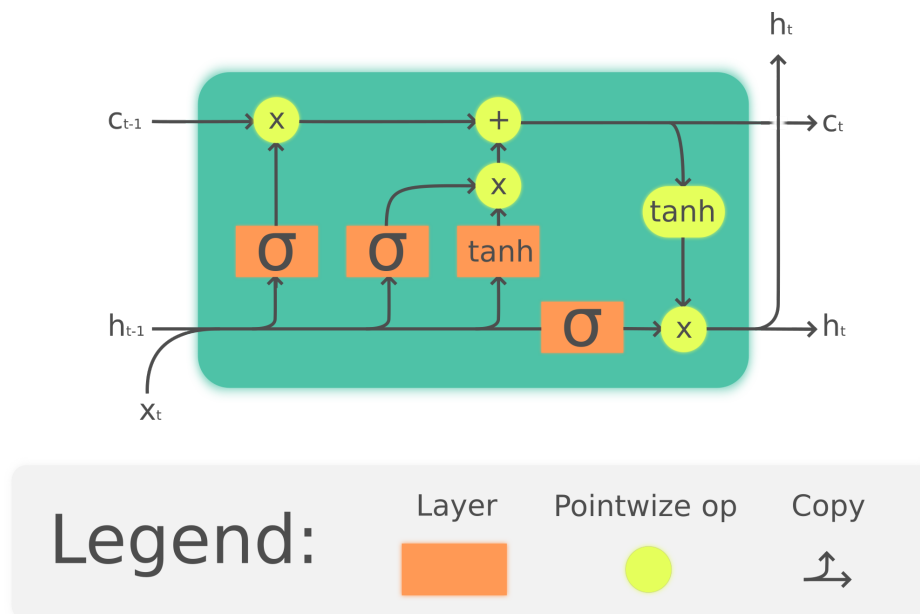 ht
ct-1
x
+
ct
x
tanh
σ
σ
tanh
ht-1
σ
x
ht
xt
Legend:
Layer
Pointwize op
Copy